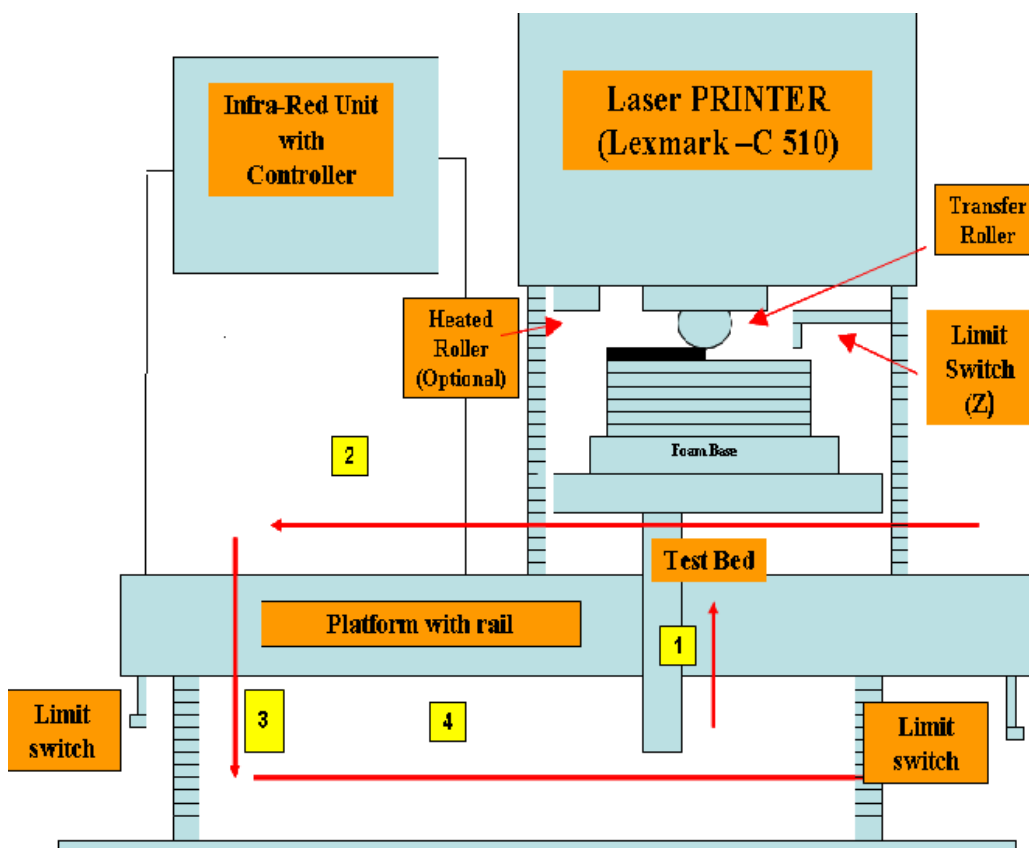 Infra-Red Unit
with
Controller
Laser PRINTER
(Lexmark –C 510)
Transfer
Roller
Heated
Roller
(Optional)
Limit
Switch
(Z)
Foam Base
2
Test Bed
Platform with rail
1
Limit
switch
3
4
Limit
switch